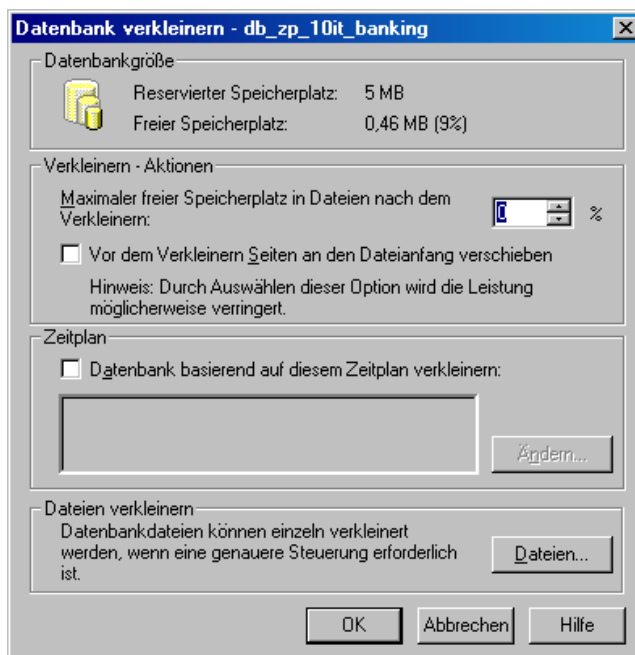 Datenbank verkleinern - db_zp_10it_banking
Datenbankgröße
Reservierter Speicherplatz: 5 MB
Freier Speicherplatz: 0,46 MB (9%)
Verkleinern - Aktionen
Maximaler freier Speicherplatz in Dateien nach dem
Verkleinern:
0 %
Vor dem Verkleinern Seiten an den Dateianfang verschieben
Hinweis: Durch Auswählen dieser Option wird die Leistung
möglicherweise verringert.
Zeitplan
Datenbank basierend auf diesem Zeitplan verkleinern:
Ändern...
Dateien verkleinern
Datenbankdateien können einzeln verkleinert
werden, wenn eine genauere Steuerung erforderlich
ist.
Dateien...
OK Abbrechen Hilfe